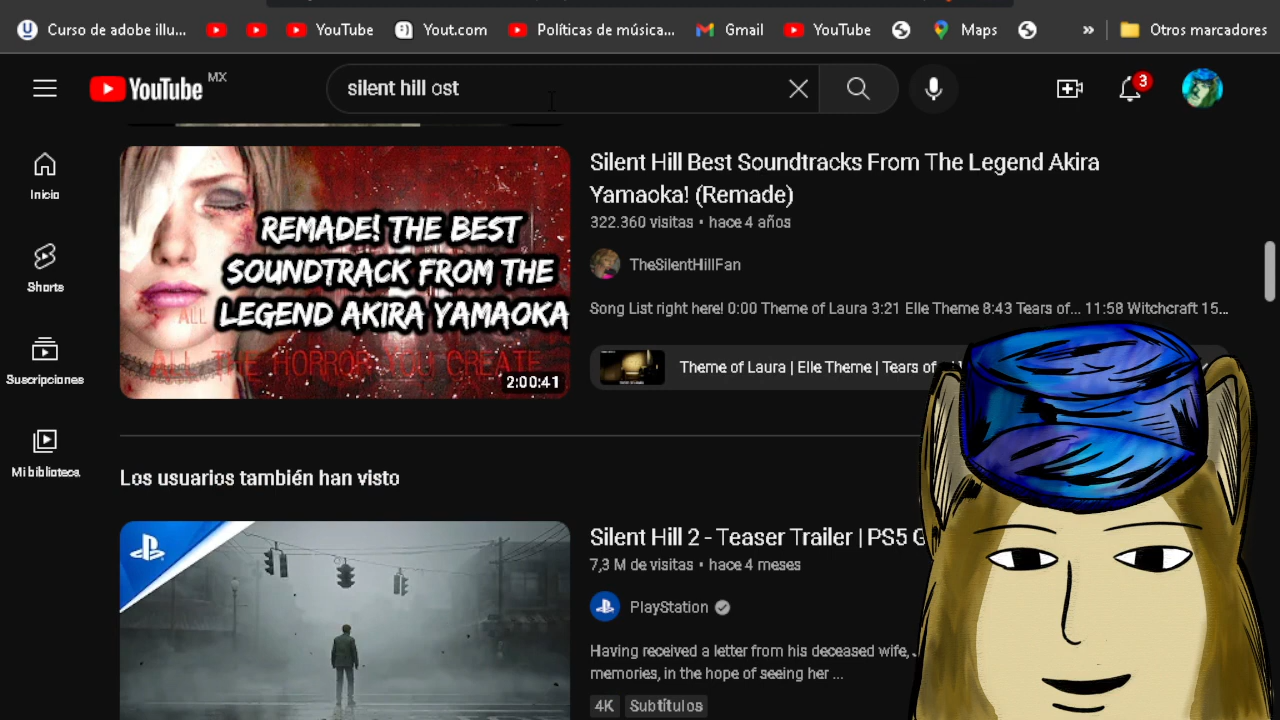 Curso de adobe illu...
YouTube
Yout.com
Políticas de música...
Gmail
YouTube
Maps
»
Otros marcadores
YouTube MX
silent hill ost
3
Inicio
Shorts
Suscripciones
Mi biblioteca
REMADE! THE BEST
SOUNDTRACK FROM THE
LEGEND AKIRA YAMAOKA
ALL
ALL THE HORROR YOU CREATE
2:00:41
Silent Hill Best Soundtracks From The Legend Akira
Yamaoka! (Remade)
322.360 visitas • hace 4 años
TheSilentHillFan
Song List right here! 0:00 Theme of Laura 3:21 Elle Theme 8:43 Tears of... 11:58 Witchcraft 15...
Theme of Laura | Elle Theme | Tears of
Los usuarios también han visto
Silent Hill 2 - Teaser Trailer | PS5
7,3 M de visitas • hace 4 meses
PlayStation
Having received a letter from his deceased wife,
memories, in the hope of seeing her ...
4K Subtítulos